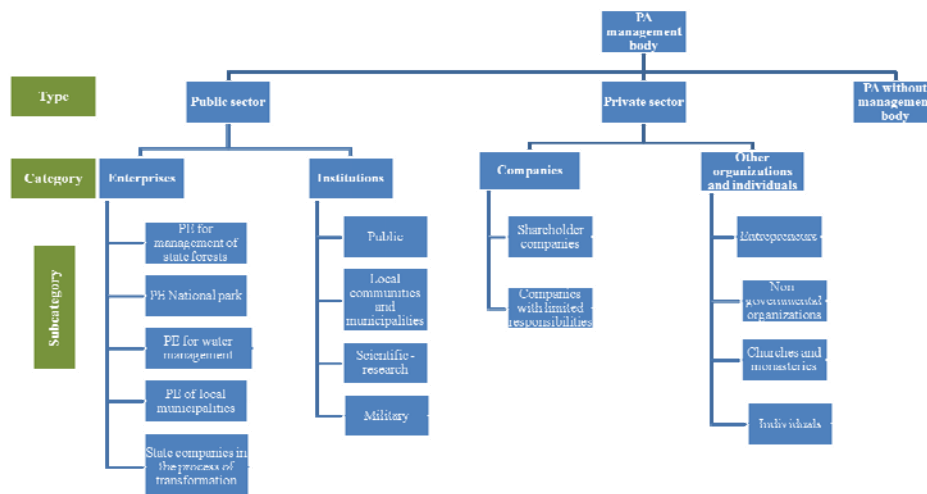 PA
management
body
Type
Public sector
Private sector
PA without
management
body
Category
Enterprises
Institutions
Companies
Other
organizations
and individuals
Subcategory
PE for
management of
state forests
PE National park
PE for water
management
PE of local
municipalities
State companies in
the process of
transformation
Public
Local
communities
and
municipalities
Scientific-
research
Military
Shareholder
companies
Companies
with limited
responsibilities
Entrepreneurs
Non
governmental
organizations
Churches and
monasteries
Individuals